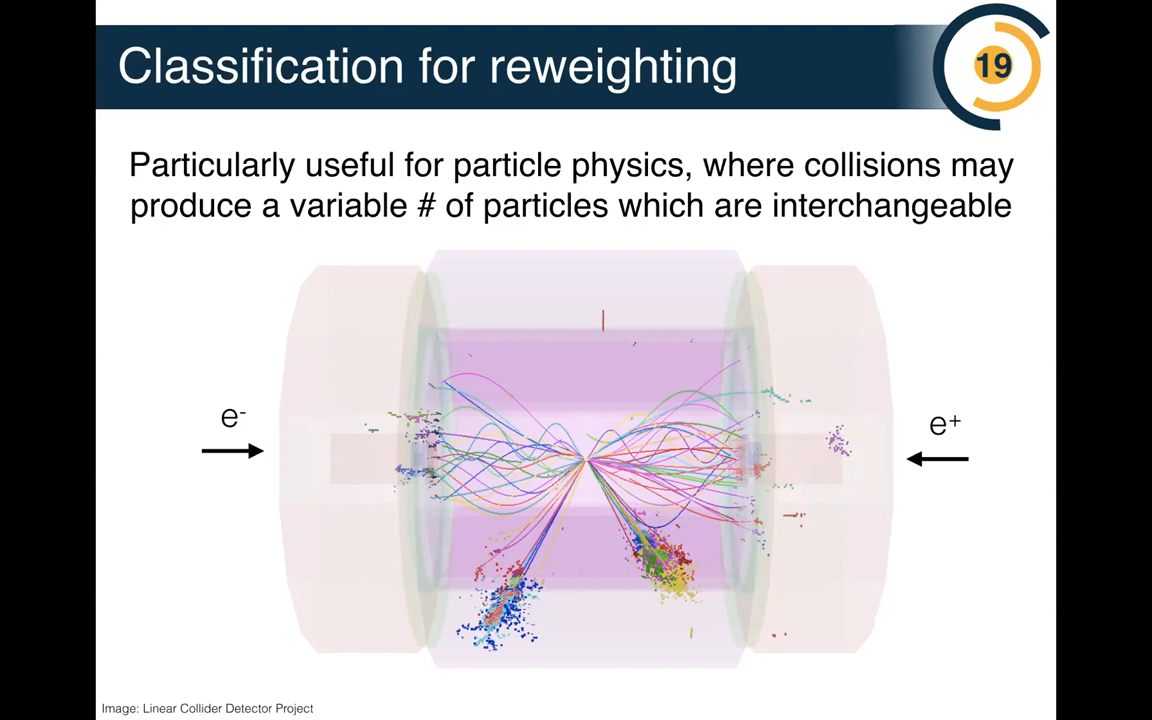 Classification for reweighting
19
Particularly useful for particle physics, where collisions may
produce a variable # of particles which are interchangeable
e-
e+
Image: Linear Collider Detector Project